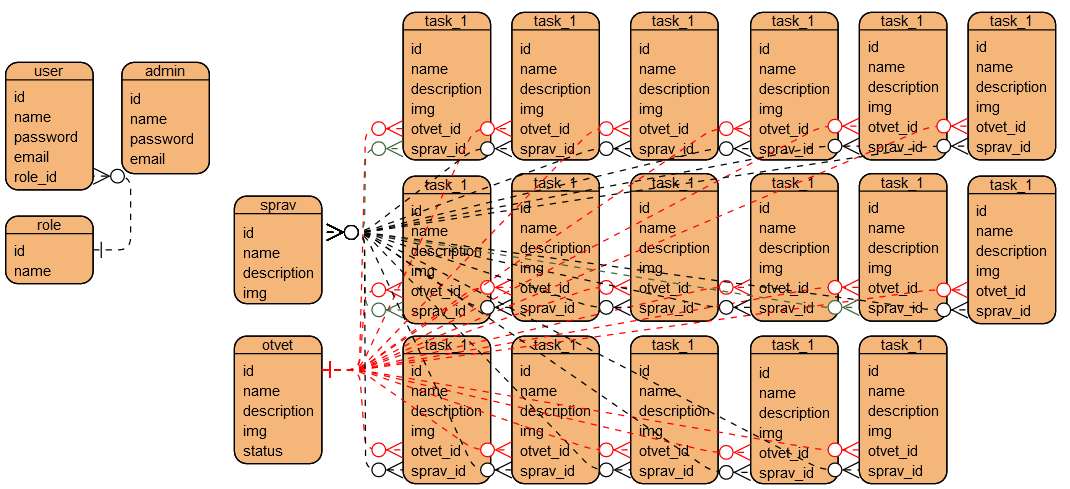 user
id
name
password
email
role_id
admin
id
name
password
email
role
id
name
sprav
id
name
description
img
otvet
id
name
description
img
status
task_1
id
name
description
img
otvet_id
sprav_id
task_1
id
name
description
img
otvet_id
sprav_id
task_1
id
name
description
img
otvet_id
sprav_id
task_1
id
name
description
img
otvet_id
sprav_id
task_1
id
name
description
img
otvet_id
sprav_id
task_1
id
name
description
img
otvet_id
sprav_id
task_1
id
name
description
img
otvet_id
sprav_id
task_1
id
name
description
img
otvet_id
sprav_id
task_1
id
name
description
img
otvet_id
sprav_id
task_1
id
name
description
img
otvet_id
sprav_id
task_1
id
name
description
img
otvet_id
sprav_id
task_1
id
name
description
img
otvet_id
sprav_id
task_1
id
name
description
img
otvet_id
sprav_id
task_1
id
name
description
img
otvet_id
sprav_id
task_1
id
name
description
img
otvet_id
sprav_id
task_1
id
name
description
img
otvet_id
sprav_id
task_1
id
name
description
img
otvet_id
sprav_id